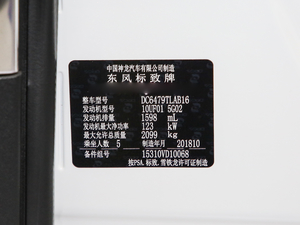 中国神龙汽车有限公司制造
东风标致牌
整车型号 DC6479TLAB16
发动机型号 10UF01 5G02
发动机排量 1598 mL
发动机最大净功率 123 kW
最大允许总质量 2099 kg
乘坐人数 5 制造年月 201810
备件组号 15310VD10068
按PSA.标致.雪铁龙许可证制造